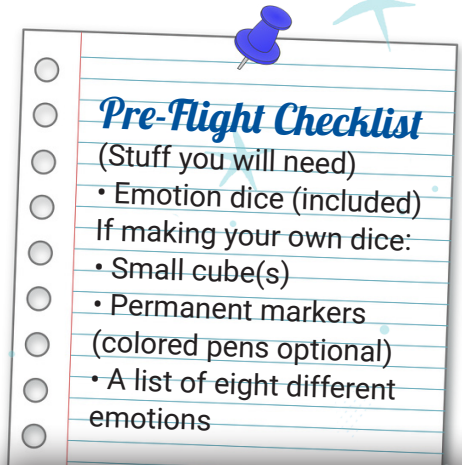 Pre-Flight Checklist
(Stuff you will need)
• Emotion dice (included)
If making your own dice:
• Small cube(s)
• Permanent markers
(colored pens optional)
• A list of eight different
emotions